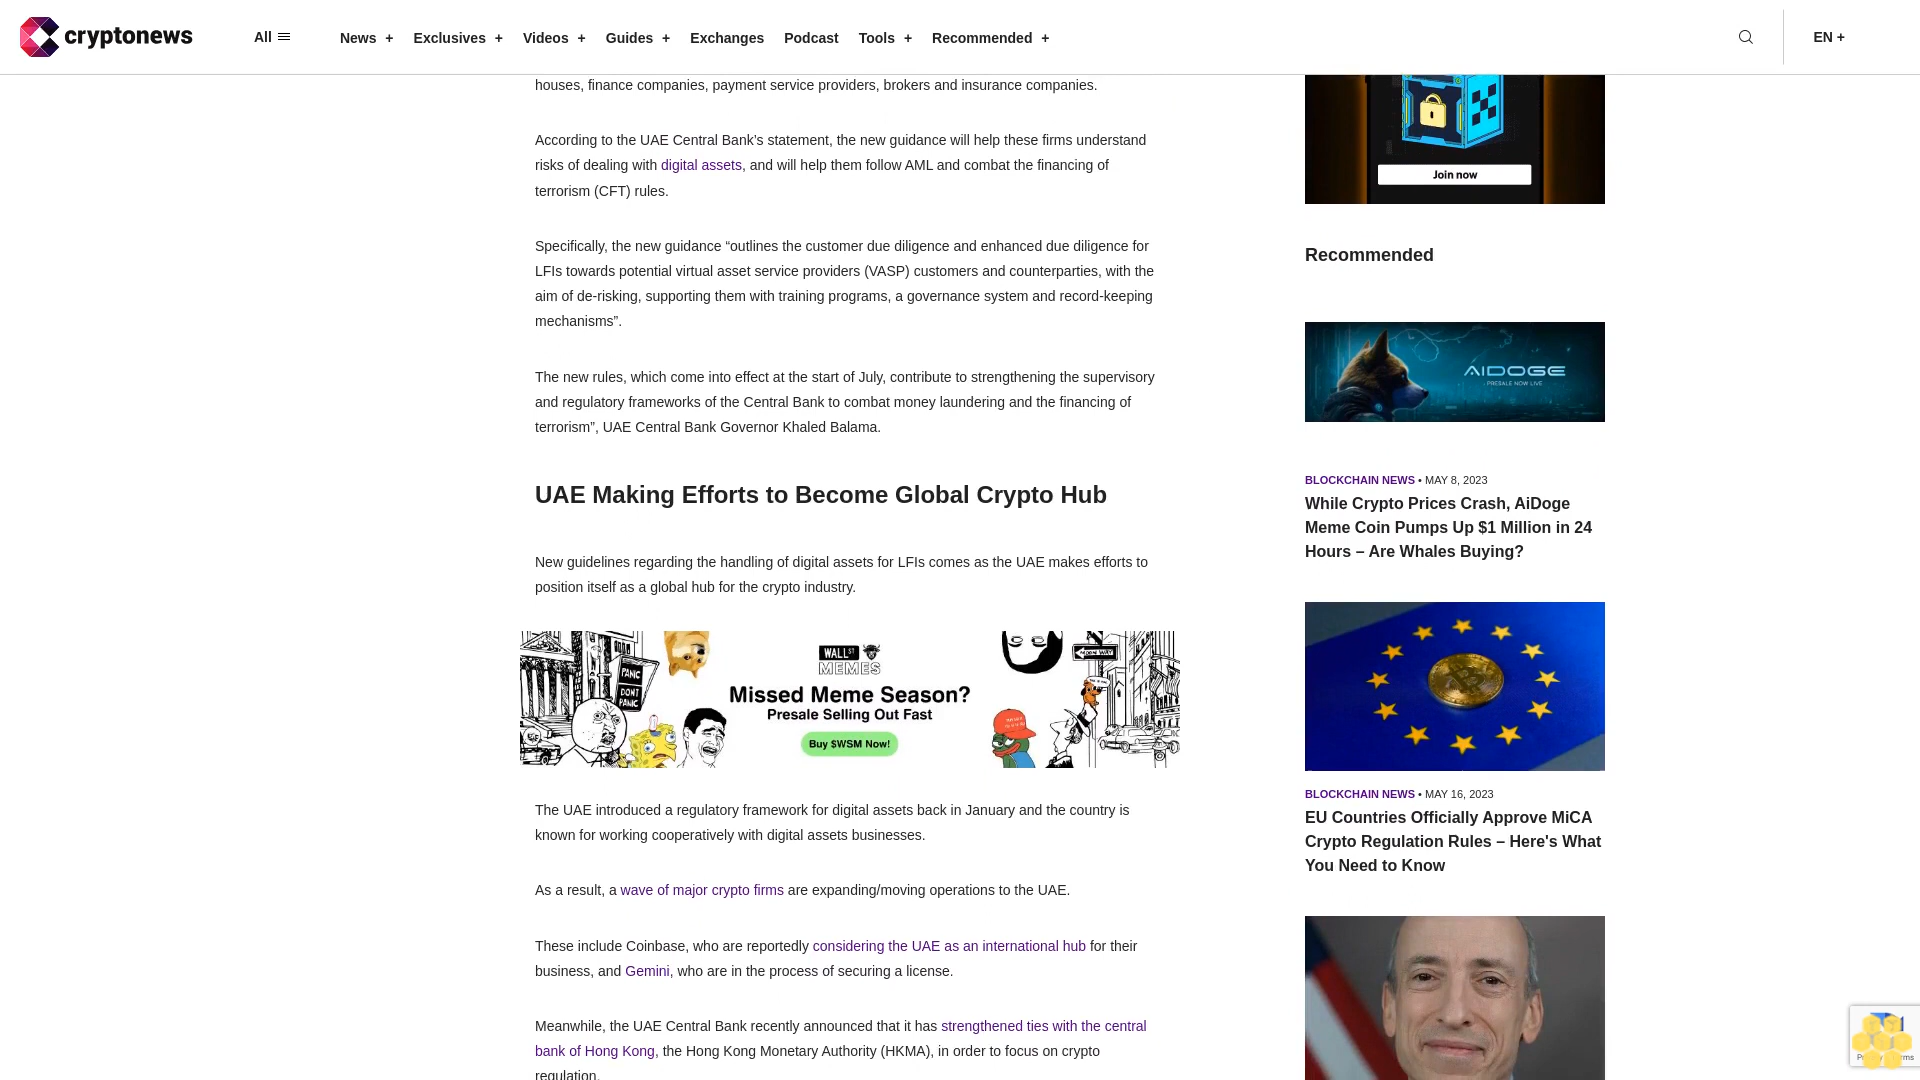 cryptonews
All
News +
Exclusives +
Videos +
Guides +
Exchanges
Podcast
Tools +
Recommended +
EN +
houses, finance companies, payment service providers, brokers and insurance companies.
According to the UAE Central Bank’s statement, the new guidance will help these firms understand
risks of dealing with digital assets, and will help them follow AML and combat the financing of
terrorism (CFT) rules.
Specifically, the new guidance “outlines the customer due diligence and enhanced due diligence for
LFIs towards potential virtual asset service providers (VASP) customers and counterparties, with the
aim of de-risking, supporting them with training programs, a governance system and record-keeping
mechanisms”.
The new rules, which come into effect at the start of July, contribute to strengthening the supervisory
and regulatory frameworks of the Central Bank to combat money laundering and the financing of
terrorism”, UAE Central Bank Governor Khaled Balama.
UAE Making Efforts to Become Global Crypto Hub
New guidelines regarding the handling of digital assets for LFIs comes as the UAE makes efforts to
position itself as a global hub for the crypto industry.
PANIC
DONT
PANIC
WALL ST
MEMES
Missed Meme Season?
Presale Selling Out Fast
Buy $WSM Now!
MOON WAY
The UAE introduced a regulatory framework for digital assets back in January and the country is
known for working cooperatively with digital assets businesses.
As a result, a wave of major crypto firms are expanding/moving operations to the UAE.
These include Coinbase, who are reportedly considering the UAE as an international hub for their
business, and Gemini, who are in the process of securing a license.
Meanwhile, the UAE Central Bank recently announced that it has strengthened ties with the central
bank of Hong Kong, the Hong Kong Monetary Authority (HKMA), in order to focus on crypto
regulation.
Join now
Recommended
AIDOGE
PRESALE NOW LIVE
BLOCKCHAIN NEWS • MAY 8, 2023
While Crypto Prices Crash, AiDoge
Meme Coin Pumps Up $1 Million in 24
Hours – Are Whales Buying?
BLOCKCHAIN NEWS • MAY 16, 2023
EU Countries Officially Approve MiCA
Crypto Regulation Rules – Here's What
You Need to Know